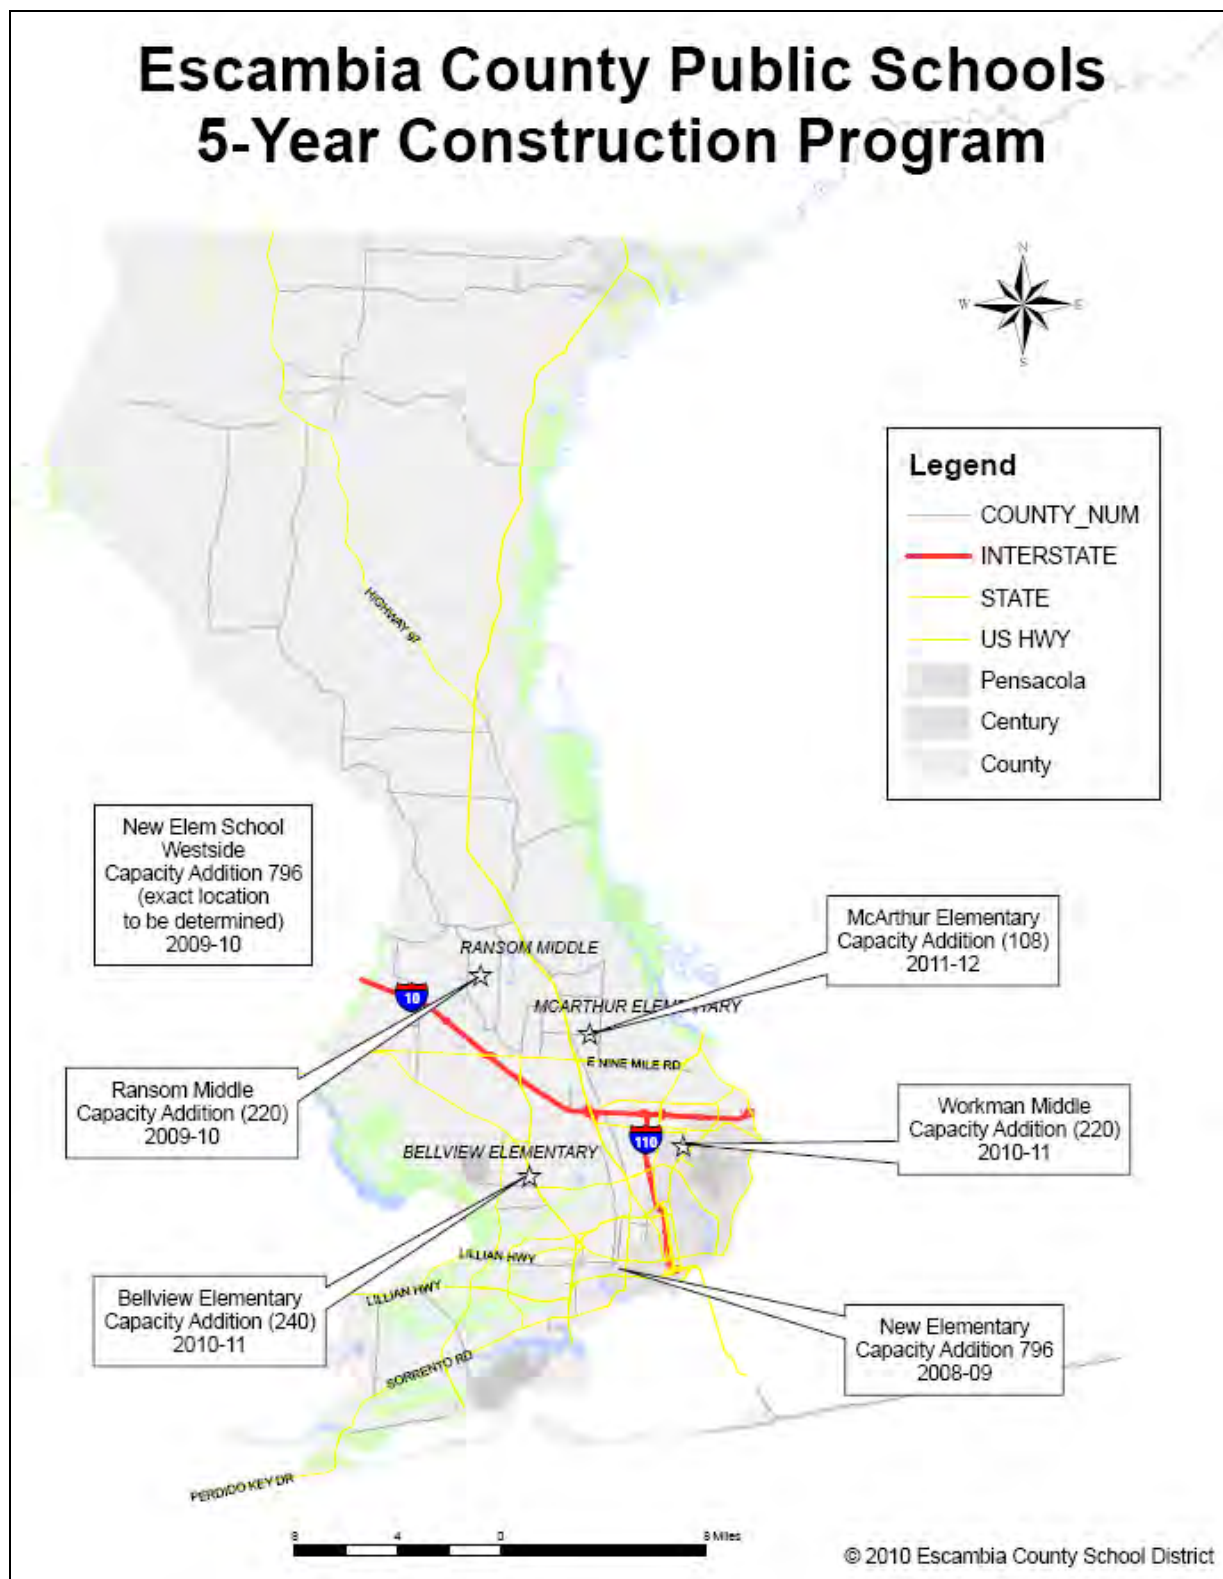 Escambia County Public Schools
5-Year Construction Program
N
W
E
S
Legend
COUNTY_NUM
INTERSTATE
STATE
US HWY
Pensacola
Century
County
HIGHWAY 97
New Elem School
Westside
Capacity Addition 796
(exact location
to be determined)
2009-10
McArthur Elementary
Capacity Addition (108)
2011-12
RANSOM MIDDLE
10
MCARTHUR ELEMENTARY
E NINE MILE RD
Ransom Middle
Capacity Addition (220)
2009-10
Workman Middle
Capacity Addition (220)
2010-11
110
BELLVIEW ELEMENTARY
LILLIAN HWY
LILLIAN HWY
Bellview Elementary
Capacity Addition (240)
2010-11
New Elementary
Capacity Addition 796
2008-09
SORRENTO RD
PERDIDO KEY DR
8 4 0 8 Miles
© 2010 Escambia County School District